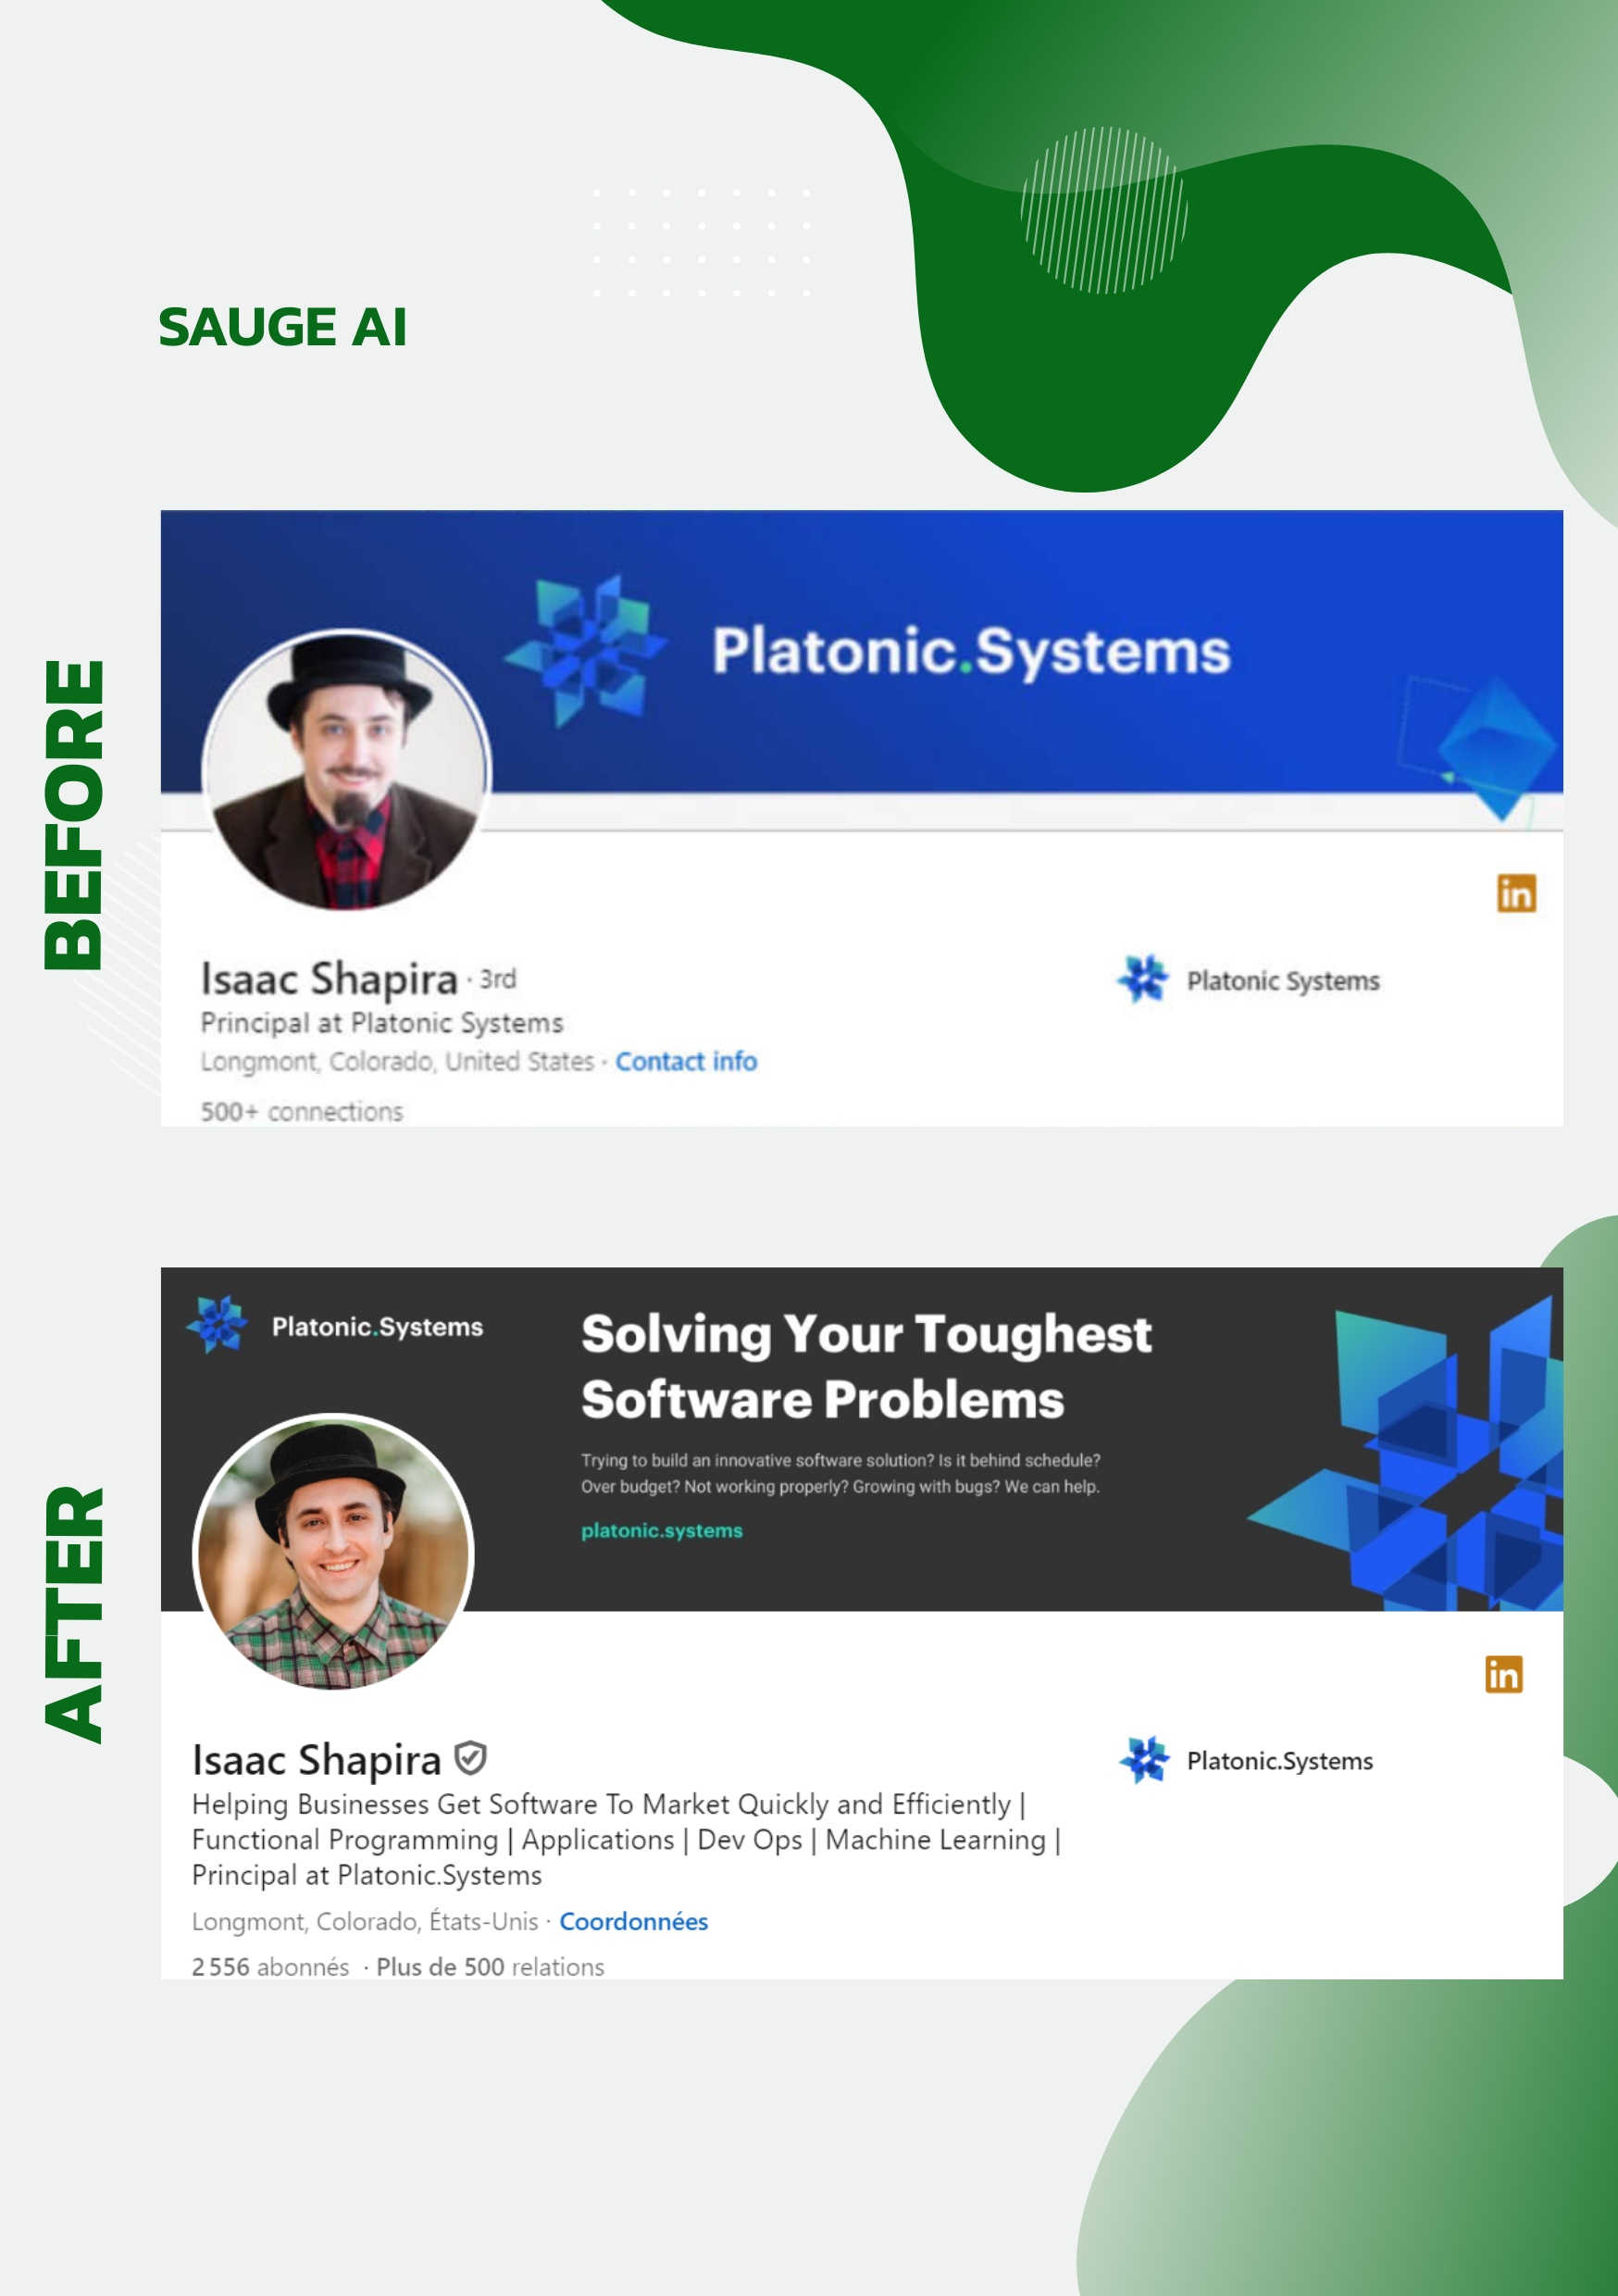 SAUGE AI
BEFORE
Platonic.Systems
in
Isaac Shapira · 3rd
Platonic Systems
Principal at Platonic Systems
Longmont, Colorado, United States · Contact info
500+ connections
AFTER
Platonic.Systems
Solving Your Toughest
Software Problems
Trying to build an innovative software solution? Is it behind schedule?
Over budget? Not working properly? Growing with bugs? We can help.
platonic.systems
in
Isaac Shapira
Platonic.Systems
Helping Businesses Get Software To Market Quickly and Efficiently |
Functional Programming | Applications | Dev Ops | Machine Learning |
Principal at Platonic.Systems
Longmont, Colorado, États-Unis · Coordonnées
2 556 abonnés · Plus de 500 relations